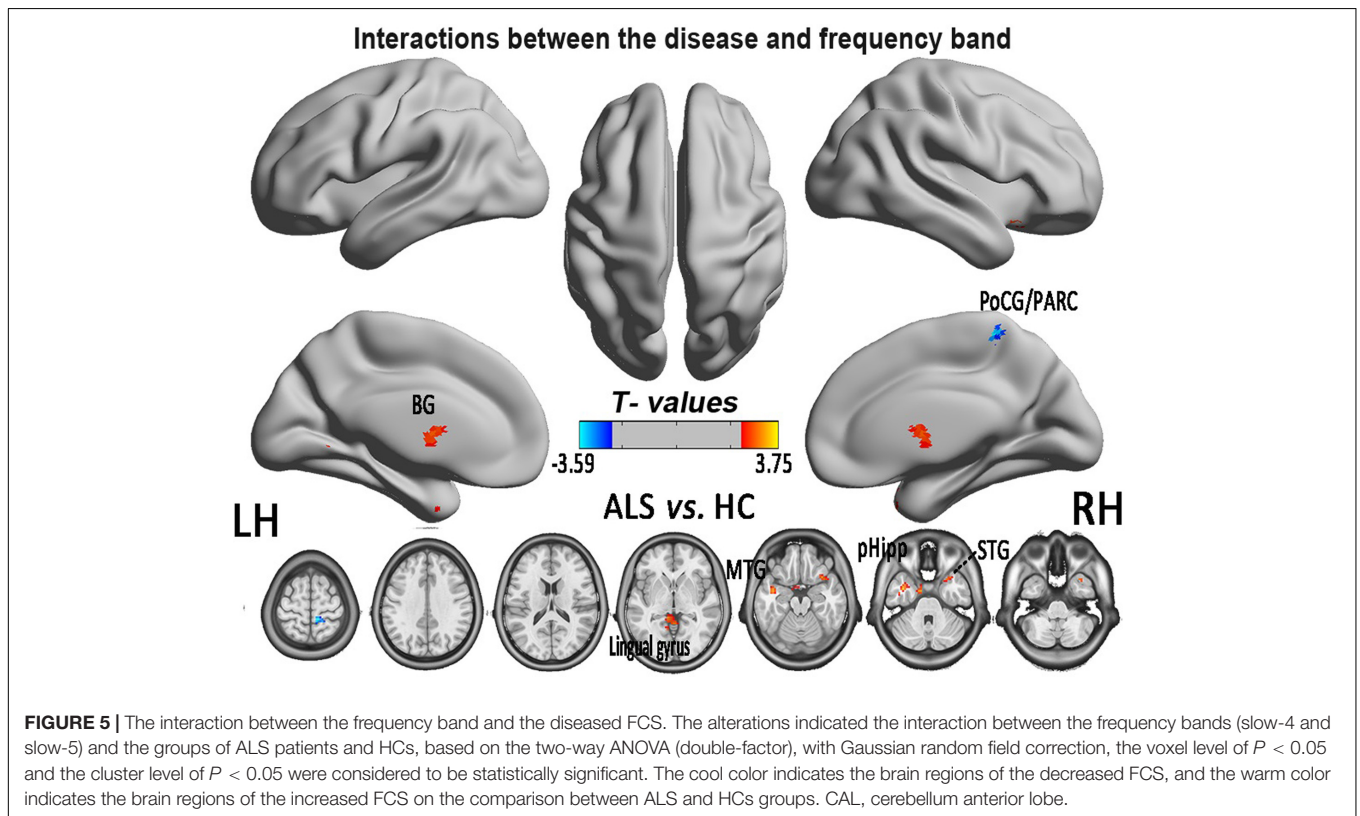 Interactions between the disease and frequency band
PoCG/PARC
BG
T- values
-3.59 3.75
LH
ALS vs. HC
RH
MTG
pHipp
STG
Lingual gyrus
FIGURE 5 | The interaction between the frequency band and the diseased FCS. The alterations indicated the interaction between the frequency bands (slow-4 and
slow-5) and the groups of ALS patients and HCs, based on the two-way ANOVA (double-factor), with Gaussian random field correction, the voxel level of P < 0.05
and the cluster level of P < 0.05 were considered to be statistically significant. The cool color indicates the brain regions of the decreased FCS, and the warm color
indicates the brain regions of the increased FCS on the comparison between ALS and HCs groups. CAL, cerebellum anterior lobe.